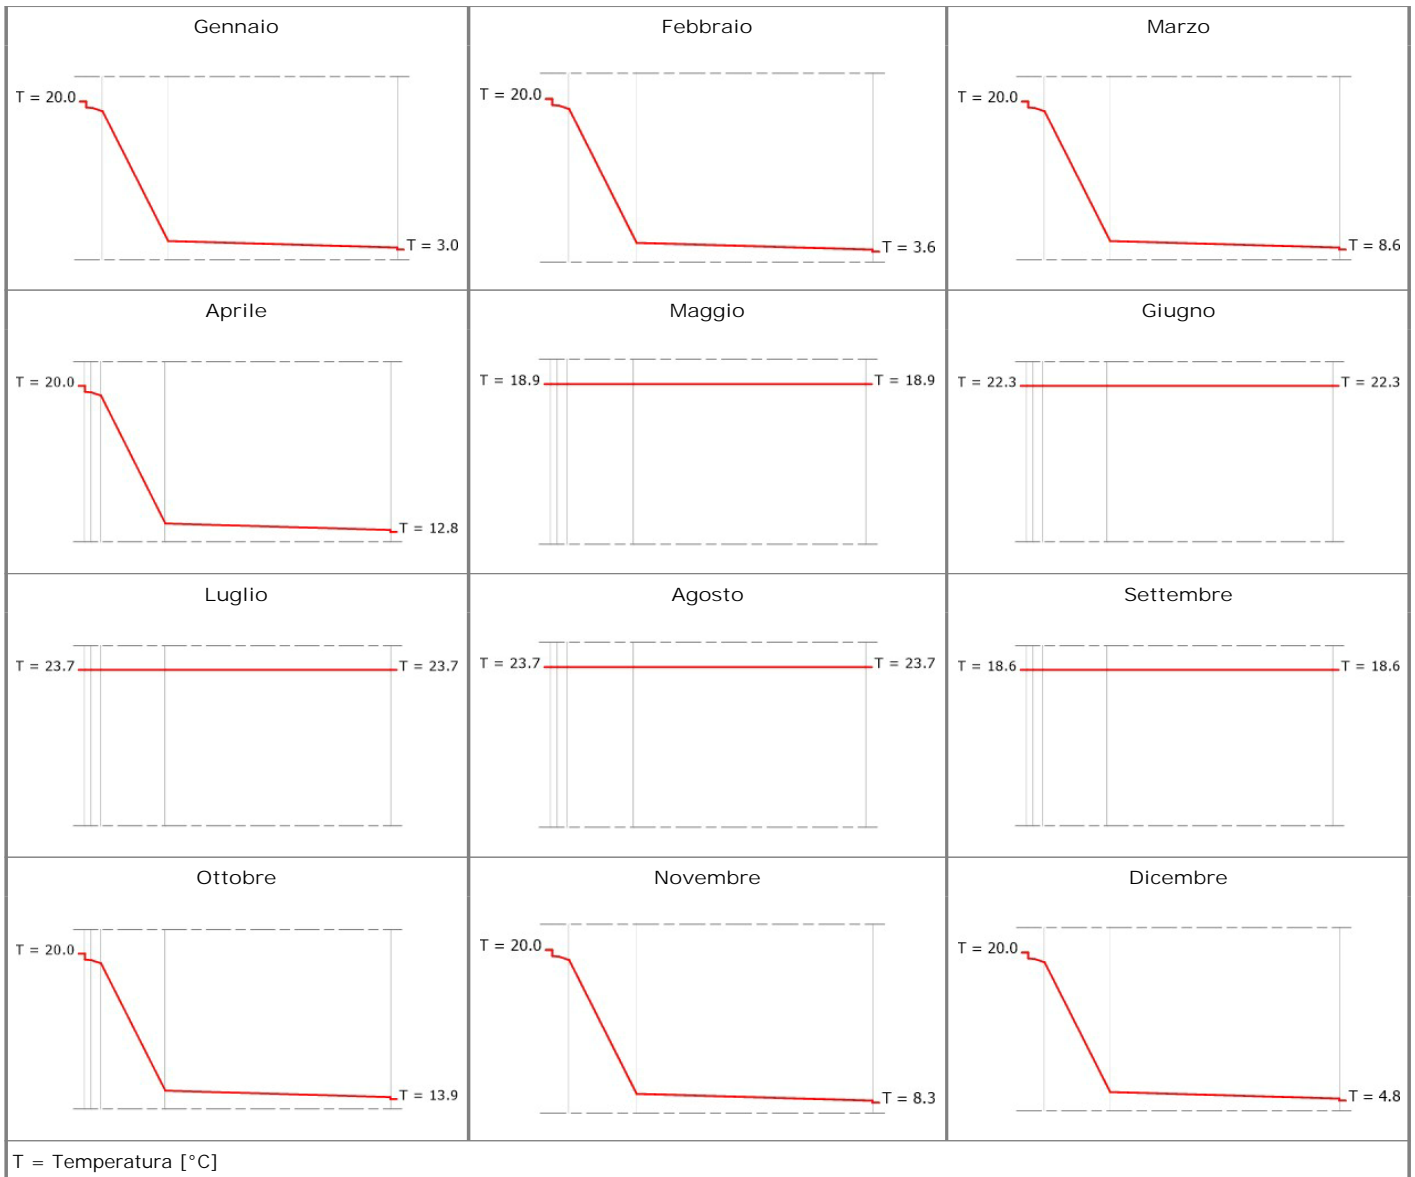 Gennaio
T = 20.0
T = 3.0
Febbraio
T = 20.0
T = 3.6
Marzo
T = 20.0
T = 8.6
Aprile
T = 20.0
T = 12.8
Maggio
T = 18.9
T = 18.9
Giugno
T = 22.3
T = 22.3
Luglio
T = 23.7
T = 23.7
Agosto
T = 23.7
T = 23.7
Settembre
T = 18.6
T = 18.6
Ottobre
T = 20.0
T = 13.9
Novembre
T = 20.0
T = 8.3
Dicembre
T = 20.0
T = 4.8
T = Temperatura [°C]